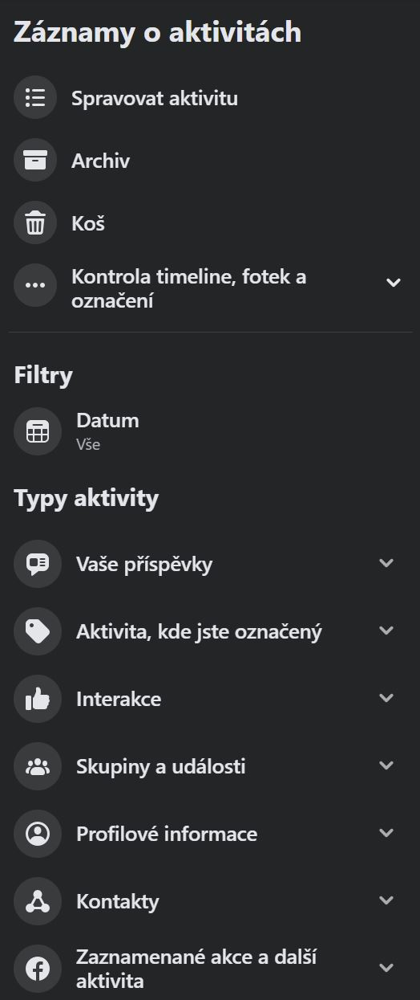 Záznamy o aktivitách
Spravovat aktivitu
Archiv
Koš
Kontrola timeline, fotek a
označení
Filtry
Datum
Vše
Typy aktivity
Vaše příspěvky
Aktivita, kde jste označený
Interakce
Skupiny a události
Profilové informace
Kontakty
Zaznamenané akce a další
aktivita